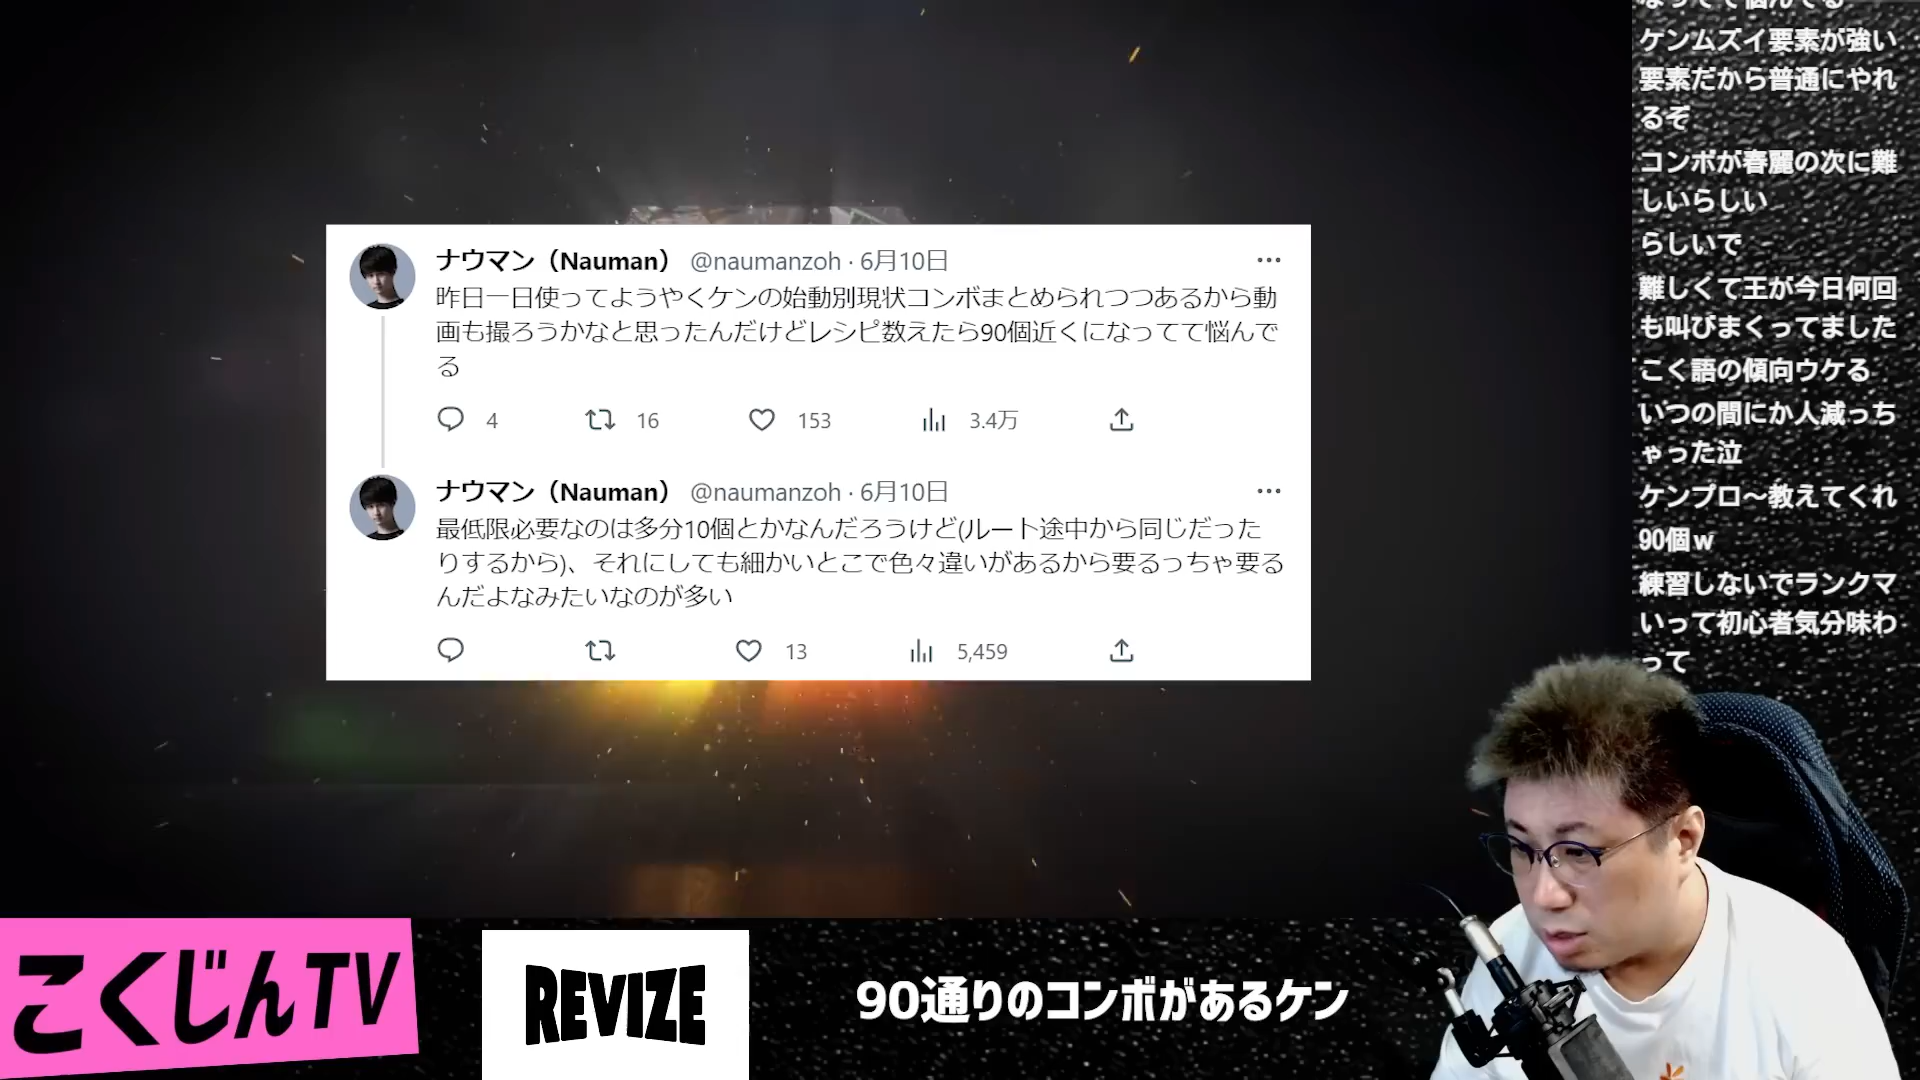 ナウマン（Nauman） @naumanzoh · 6月10日
昨日一日使ってようやくケンの始動別現状コンボまとめられつつあるから動
画も撮ろうかなと思ったんだけどレシピ数えたら90個近くになってて悩んで
る
4 16 153 3.4万
ナウマン（Nauman） @naumanzoh · 6月10日
最低限必要なのは多分10個とかなんだろうけど(ルート途中から同じだった
りするから)、それにしても細かいとこで色々違いがあるから要るっちゃ要る
んだよなみたいなのが多い
13 5,459
なってて悩んでる
ケンムズイ要素が強い
要素だから普通にやれ
るぞ
コンボが春麗の次に難
しいらしい
らしいで
難しくて王が今日何回
も叫びまくってました
こく語の傾向ウケる
いつの間にか人減っち
ゃった泣
ケンプロ〜教えてくれ
90個ｗ
練習しないでランクマ
いって初心者気分味わ
って
こくじんTV
REVIZE
90通りのコンボがあるケン